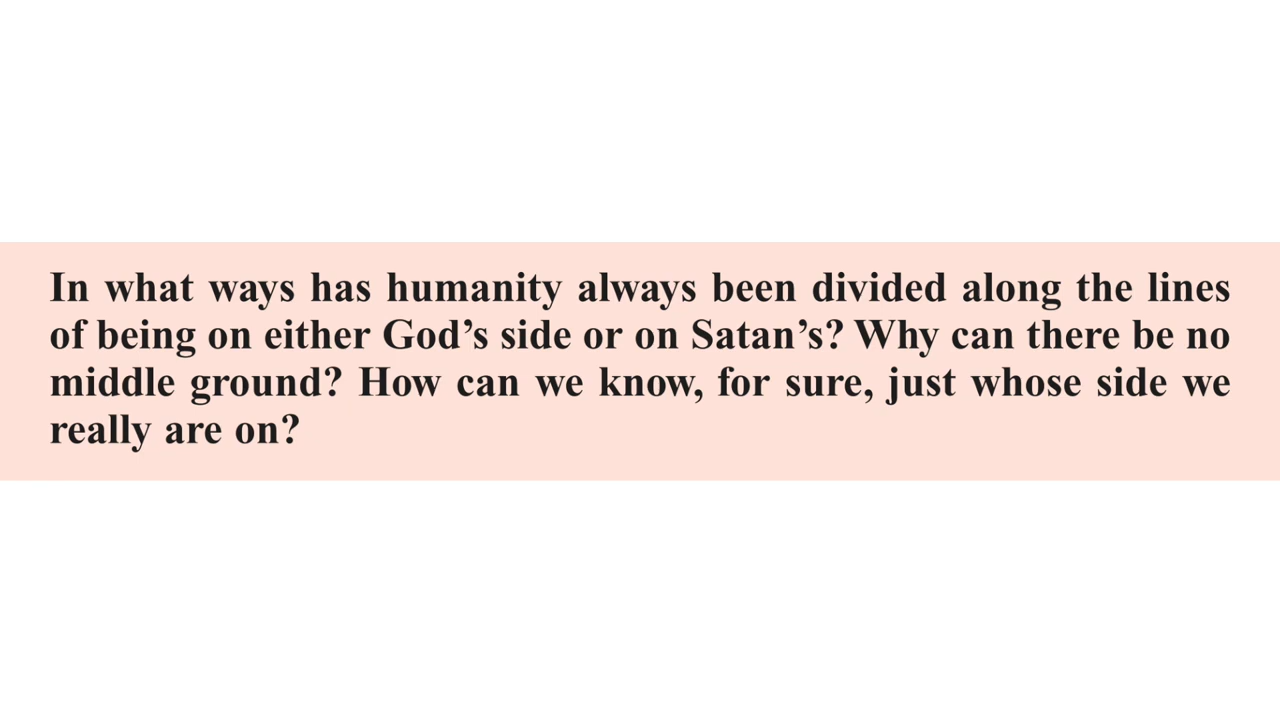 In what ways has humanity always been divided along the lines
of being on either God’s side or on Satan’s? Why can there be no
middle ground? How can we know, for sure, just whose side we
really are on?